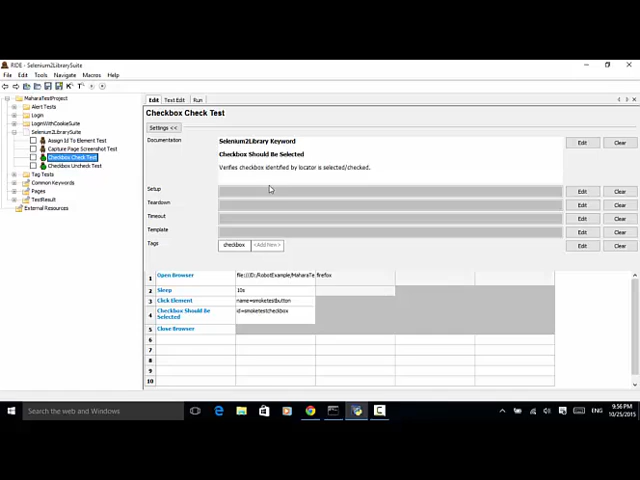 RIDE - Selenium2LibrarySuite
File Edit Tools Navigate Macros Help
MaharaTestProject
Alert Tests
Login
LoginWithCookieSuite
Selenium2LibrarySuite
Assign Id To Element Test
Capture Page Screenshot Test
Checkbox Check Test
Checkbox Uncheck Test
Tag Tests
Common Keywords
Pages
TestResult
External Resources
Edit Text Edit Run
Checkbox Check Test
Settings <<
Documentation
Selenium2Library Keyword
Checkbox Should Be Selected
Verifies checkbox identified by locator is selected/checked.
Edit Clear
Setup Edit Clear
Teardown Edit Clear
Timeout Edit Clear
Template Edit Clear
Tags checkbox <Add New> Edit Clear
1 Open Browser file:///D:/RobotExample/MaharaTe firefox
2 Sleep 10s
3 Click Element name=smoketestbutton
4 Checkbox Should Be
Selected id=smoketestcheckbox
5 Close Browser
6
7
8
9
10
Search the web and Windows
ENG
9:56 PM
10/25/2015